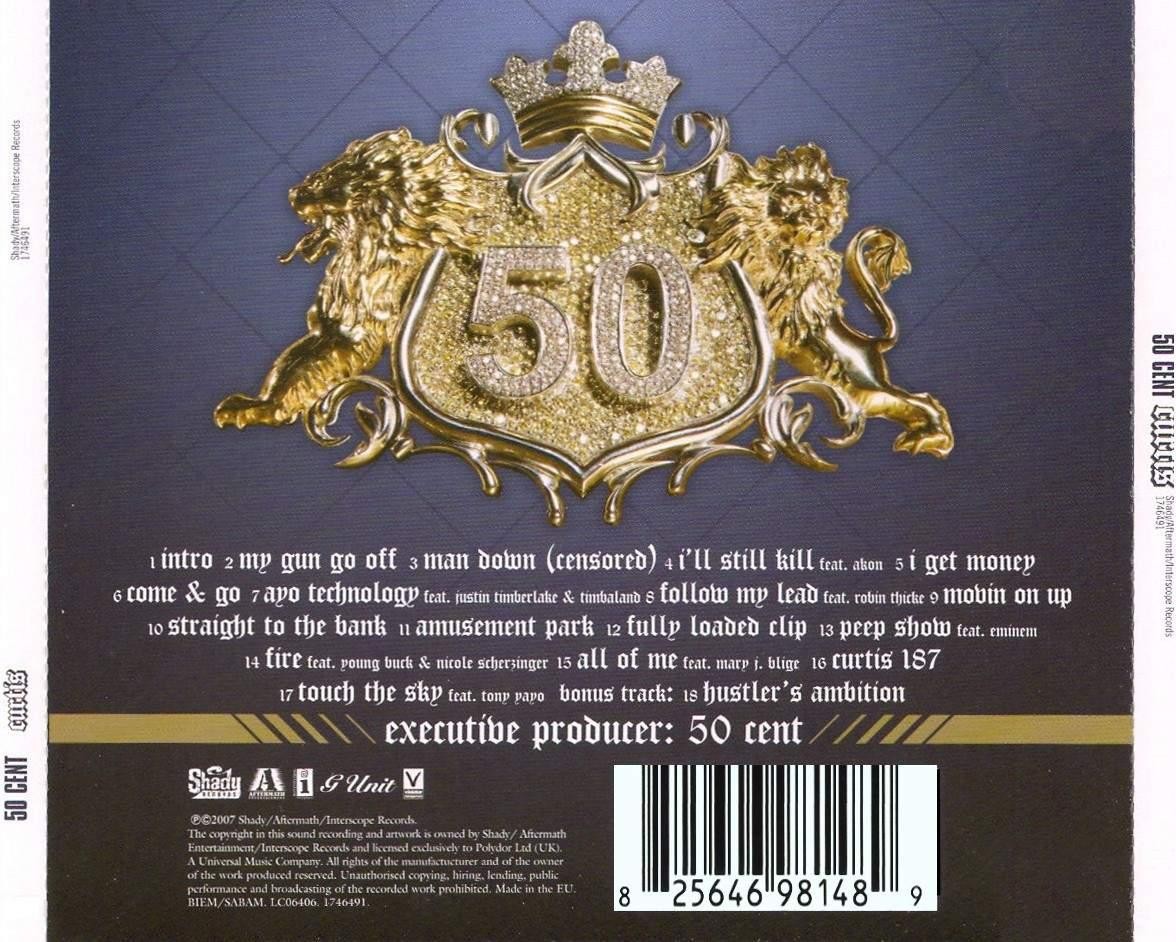 50
1 intro 2 my gun go off 3 man down (censored) 4 i'll still kill feat. akon 5 i get money
6 come & go 7 ayo technology feat. justin timberlake & timbaland 8 follow my lead feat. robin thicke 9 movin on up
10 straight to the bank 11 amusement park 12 fully loaded clip 13 peep show feat. eminem
14 fire feat. young buck & nicole scherzinger 15 all of me feat. mary j. blige 16 curtis 187
17 touch the sky feat. tony yayo bonus track: 18 hustler's ambition
executive producer: 50 cent
Shady RECORDS AFTERMATH ENTERTAINMENT i G Unit V
℗©2007 Shady/Aftermath/Interscope Records.
The copyright in this sound recording and artwork is owned by Shady/ Aftermath
Entertainment/Interscope Records and licensed exclusively to Polydor Ltd (UK).
A Universal Music Company. All rights of the manufacturer and of the owner
of the work produced reserved. Unauthorised copying, hiring, lending, public
performance and broadcasting of the recorded work prohibited. Made in the EU.
BIEM/SABAM. LC06406. 1746491.
8 25646 98148 9
50 CENT curtis
Shady/Aftermath/Interscope Records
1746491
50 CENT curtis
Shady/Aftermath/Interscope Records
1746491